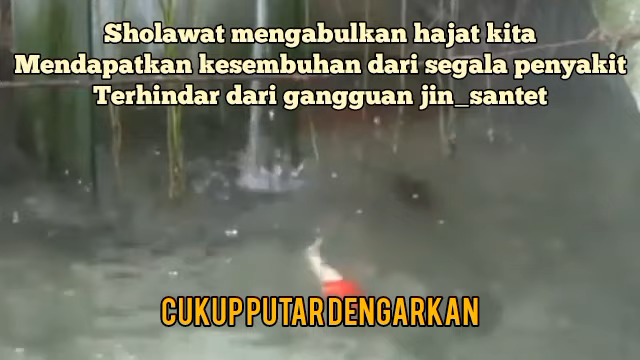 Sholawat mengabulkan hajat kita
Mendapatkan kesembuhan dari segala penyakit
Terhindar dari gangguan jin_santet
CUKUP PUTAR DENGARKAN